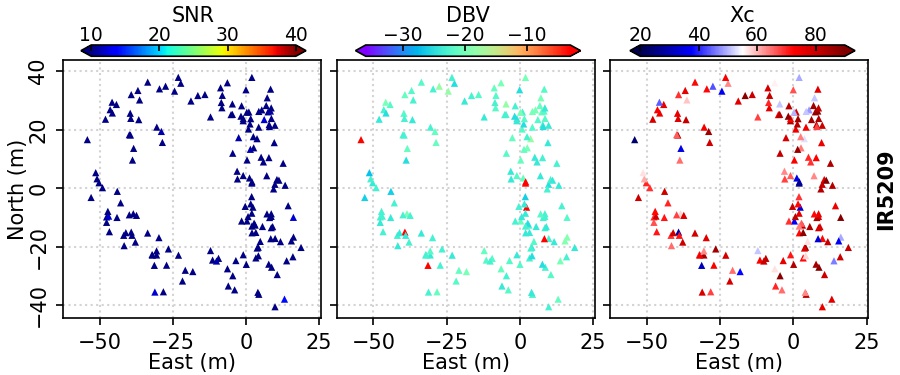 SNR DBV Xc
10 20 30 40 −30 −20 −10 20 40 60 80
40
20
0
−20
−40
North (m)
−50 −25 0 25 −50 −25 0 25 −50 −25 0 25
East (m) East (m) East (m)
IR5209